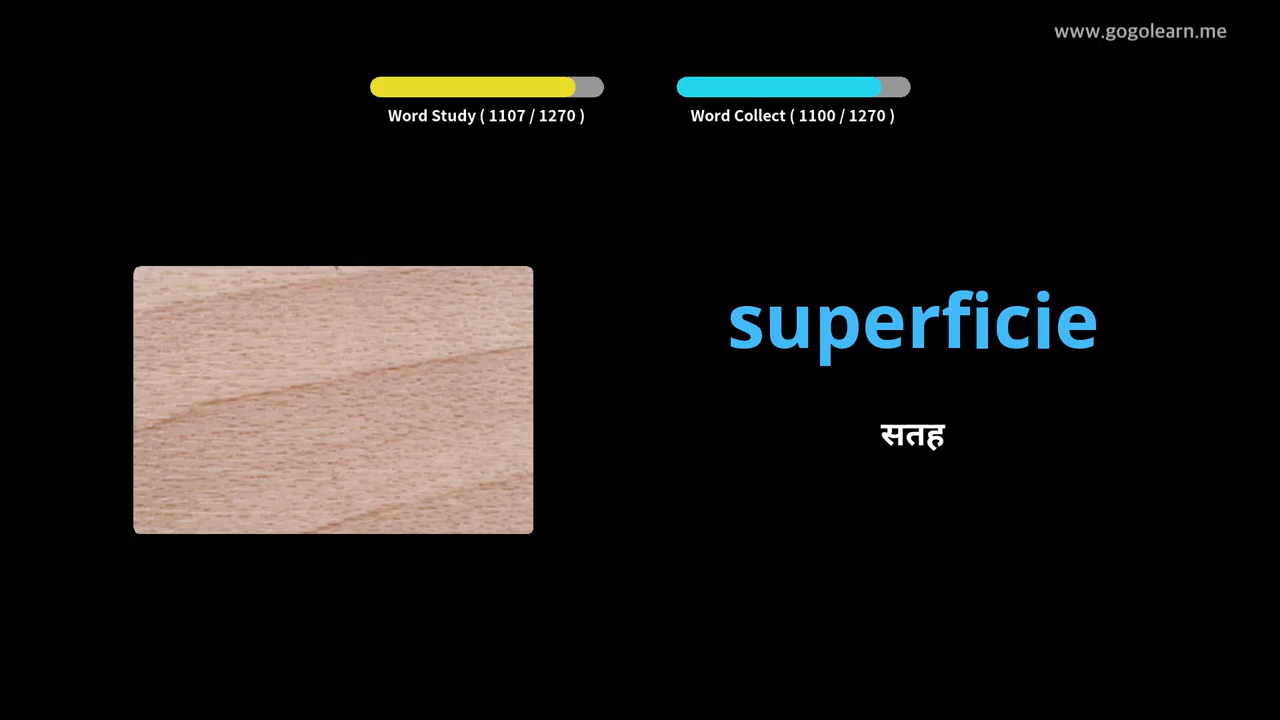 www.gogolearn.me
Word Study ( 1107 / 1270 )
Word Collect ( 1100 / 1270 )
superficie
सतह